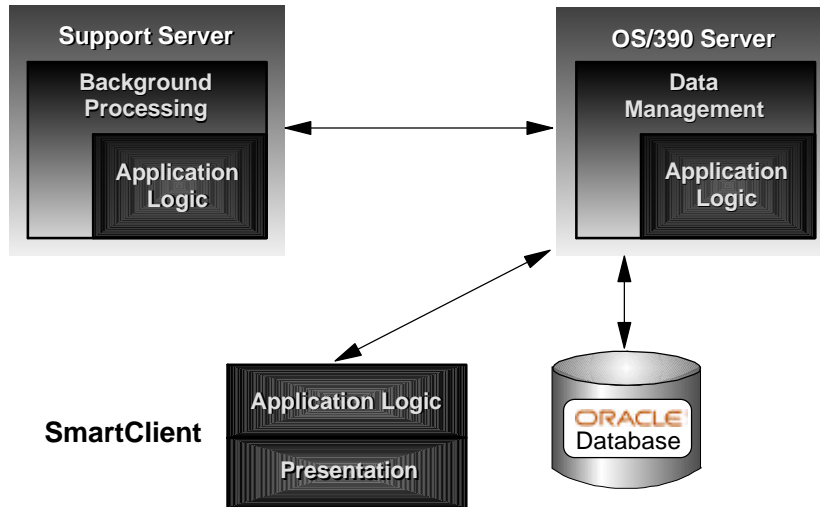 Support Server
Background
Processing
Application
Logic
OS/390 Server
Data
Management
Application
Logic
SmartClient
Application Logic
Presentation
ORACLE
Database